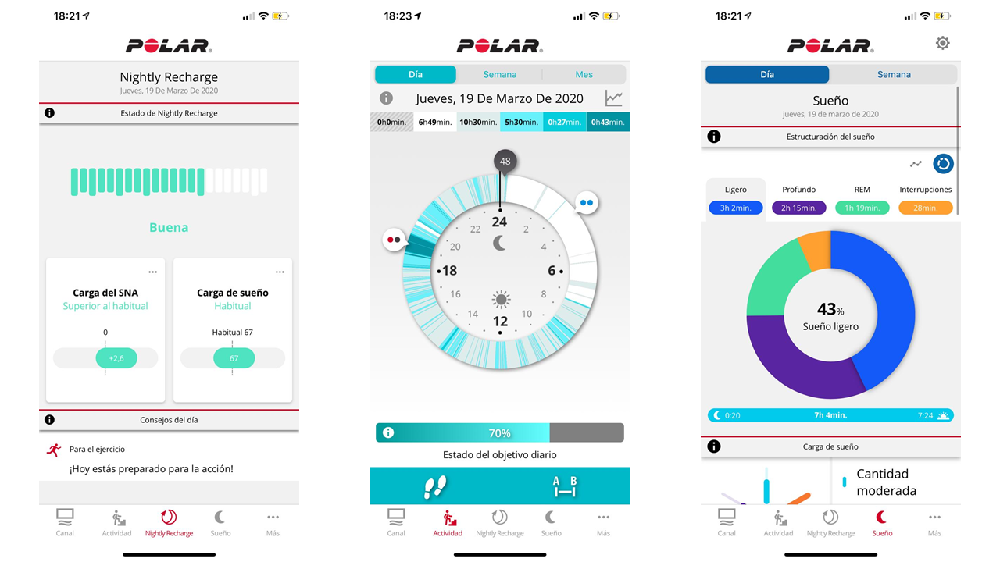 18:21
POLAR
Nightly Recharge
Jueves, 19 De Marzo De 2020
Estado de Nightly Recharge
Buena
Carga del SNA
Superior al habitual
0
+2,6
Carga de sueño
Habitual
Habitual 67
67
Consejos del día
Para el ejercicio
¡Hoy estás preparado para la acción!
Canal Actividad Nightly Recharge Sueño Más
18:23
POLAR
Día Semana Mes
Jueves, 19 De Marzo De 2020
0h0min. 6h49min. 10h30min. 5h30min. 0h27min. 0h43min.
48
24
22 2
20 4
18 6
16 8
14 10
12
70%
Estado del objetivo diario
A B
Canal Actividad Nightly Recharge Sueño Más
18:21
POLAR
Día Semana
Sueño
jueves, 19 de marzo de 2020
Estructuración del sueño
Ligero Profundo REM Interrupciones
3h 2min. 2h 15min. 1h 19min. 28min.
43%
Sueño ligero
0:20 7h 4min. 7:24
Carga de sueño
Cantidad
moderada
Canal Actividad Nightly Recharge Sueño Más